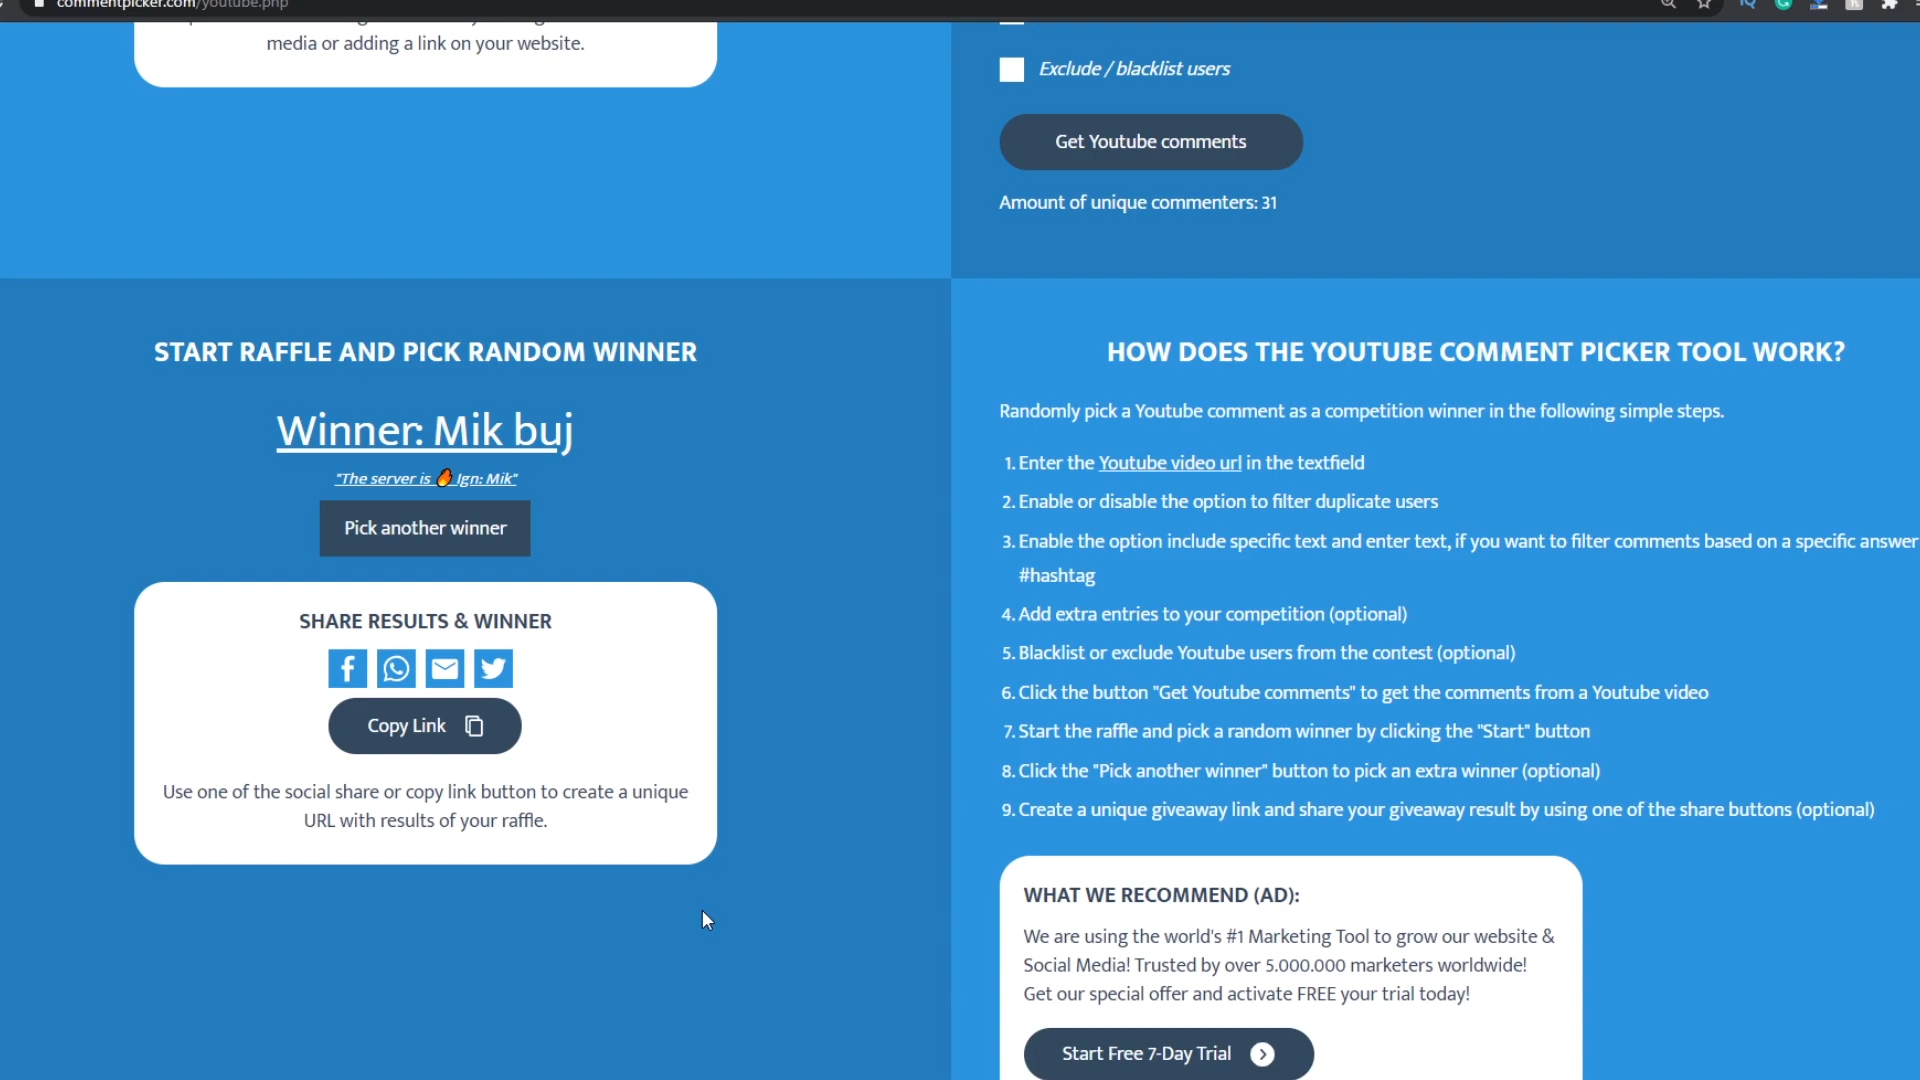 commentpicker.com/youtube.php
media or adding a link on your website.
Exclude / blacklist users
Get Youtube comments
Amount of unique commenters: 31
START RAFFLE AND PICK RANDOM WINNER
Winner: Mik buj
"The server is 🔥 Ign: Mik"
Pick another winner
SHARE RESULTS & WINNER
Copy Link
Use one of the social share or copy link button to create a unique
URL with results of your raffle.
HOW DOES THE YOUTUBE COMMENT PICKER TOOL WORK?
Randomly pick a Youtube comment as a competition winner in the following simple steps.
1. Enter the Youtube video url in the textfield
2. Enable or disable the option to filter duplicate users
3. Enable the option include specific text and enter text, if you want to filter comments based on a specific answer
#hashtag
4. Add extra entries to your competition (optional)
5. Blacklist or exclude Youtube users from the contest (optional)
6. Click the button "Get Youtube comments" to get the comments from a Youtube video
7. Start the raffle and pick a random winner by clicking the "Start" button
8. Click the "Pick another winner" button to pick an extra winner (optional)
9. Create a unique giveaway link and share your giveaway result by using one of the share buttons (optional)
WHAT WE RECOMMEND (AD):
We are using the world's #1 Marketing Tool to grow our website &
Social Media! Trusted by over 5.000.000 marketers worldwide!
Get our special offer and activate FREE your trial today!
Start Free 7-Day Trial